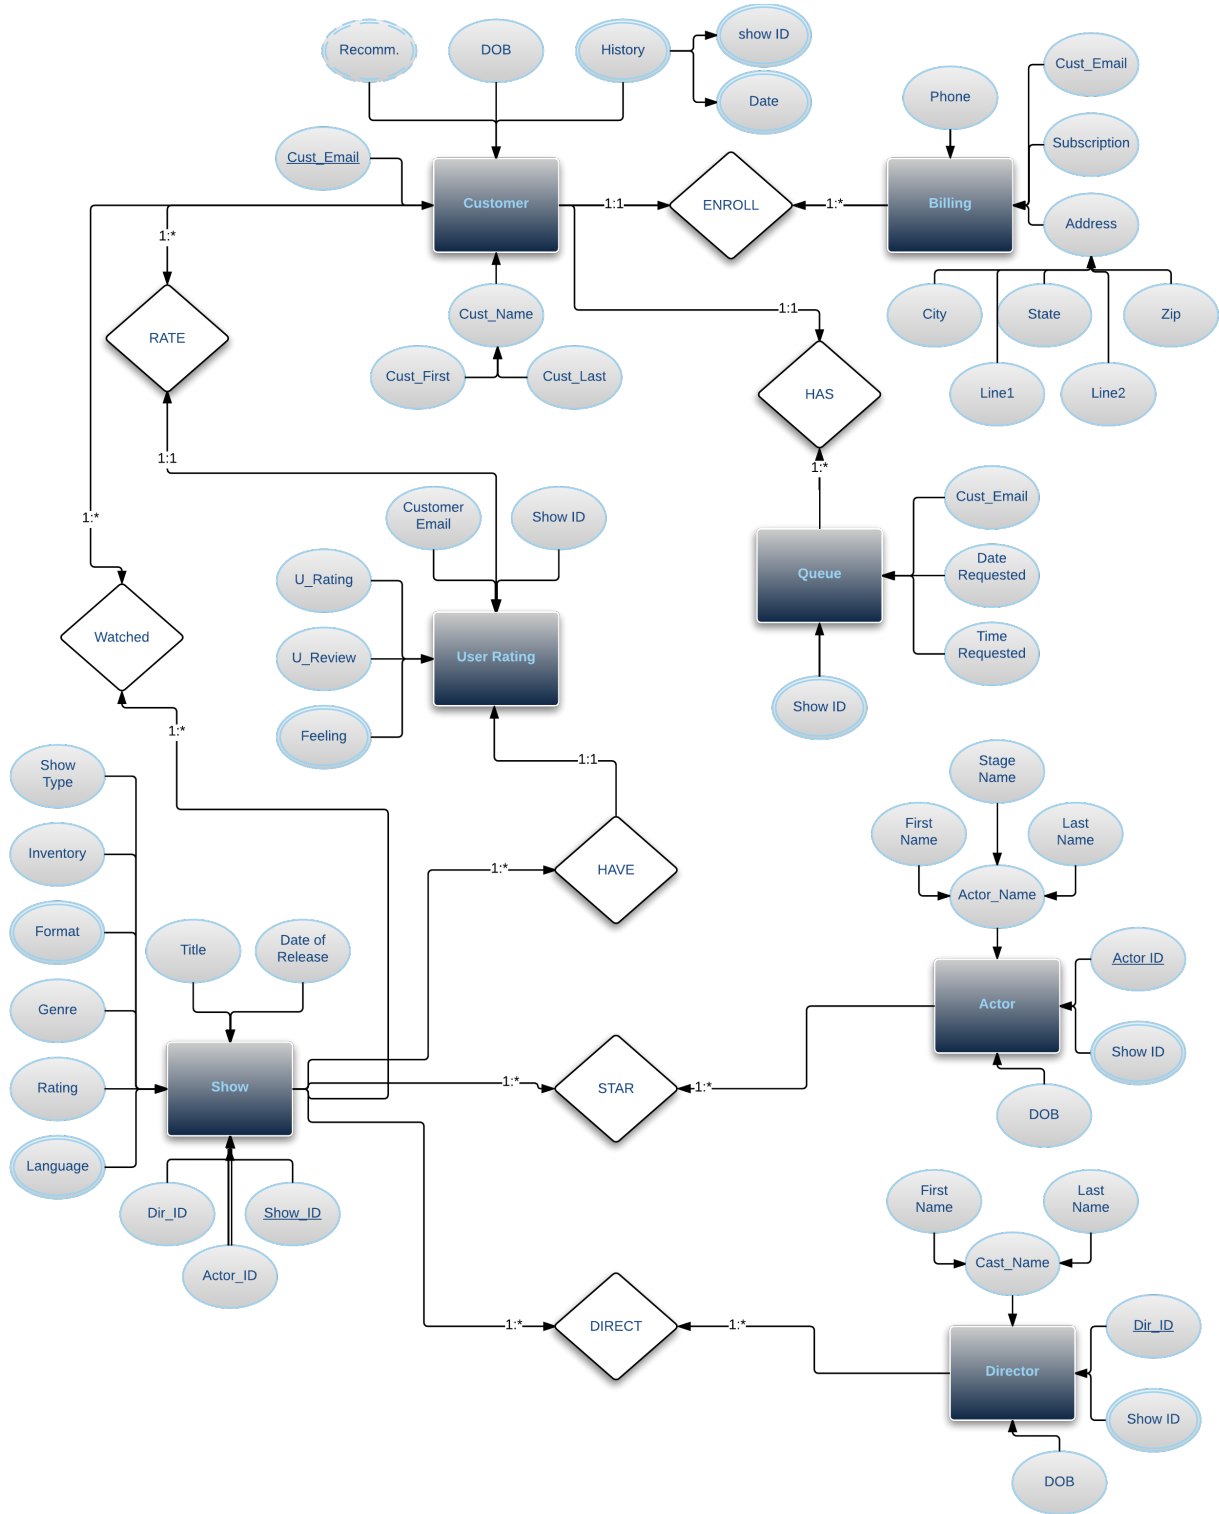 Recomm.
DOB
History
show ID
Date
Cust_Email
Phone
Cust_Email
Subscription
Address
Customer
1:1
ENROLL
1:*
Billing
1:*
RATE
Cust_Name
Cust_First
Cust_Last
1:1
City
State
Zip
Line1
Line2
HAS
1:1
1:*
1:*
Customer
Email
Show ID
U_Rating
U_Review
Feeling
User Rating
Queue
Cust_Email
Date
Requested
Time
Requested
Show ID
Watched
1:*
Show
Type
Inventory
Format
Genre
Rating
Language
Title
Date of
Release
Show
Dir_ID
Show_ID
Actor_ID
1:1
1:*
HAVE
Stage
Name
First
Name
Last
Name
Actor_Name
Actor ID
Actor
Show ID
DOB
1:*
STAR
1:*
First
Name
Last
Name
Cast_Name
Dir_ID
Director
Show ID
DOB
1:*
DIRECT
1:*